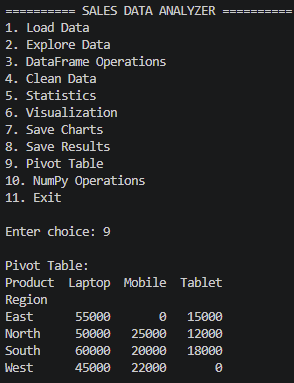 ========== SALES DATA ANALYZER ==========
1. Load Data
2. Explore Data
3. DataFrame Operations
4. Clean Data
5. Statistics
6. Visualization
7. Save Charts
8. Save Results
9. Pivot Table
10. NumPy Operations
11. Exit
Enter choice: 9
Pivot Table:
Product  Laptop  Mobile  Tablet
Region
East      55000       0   15000
North     50000   25000   12000
South     60000   20000   18000
West      45000   22000       0